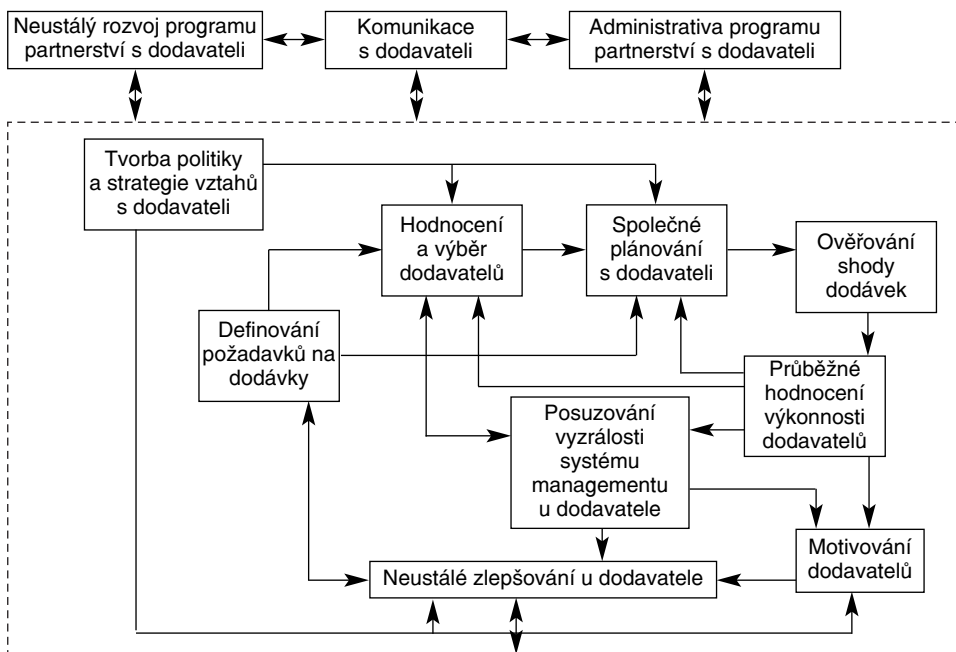 Neustálý rozvoj programu
partnerství s dodavateli
Komunikace
s dodavateli
Administrativa programu
partnerství s dodavateli
Tvorba politiky
a strategie vztahů
s dodavateli
Hodnocení
a výběr
dodavatelů
Společné
plánování
s dodavateli
Ověřování
shody
dodávek
Definování
požadavků na
dodávky
Průběžné
hodnocení
výkonnosti
dodavatelů
Posuzování
vyzrálosti
systému
managementu
u dodavatele
Motivování
dodavatelů
Neustálé zlepšování u dodavatele